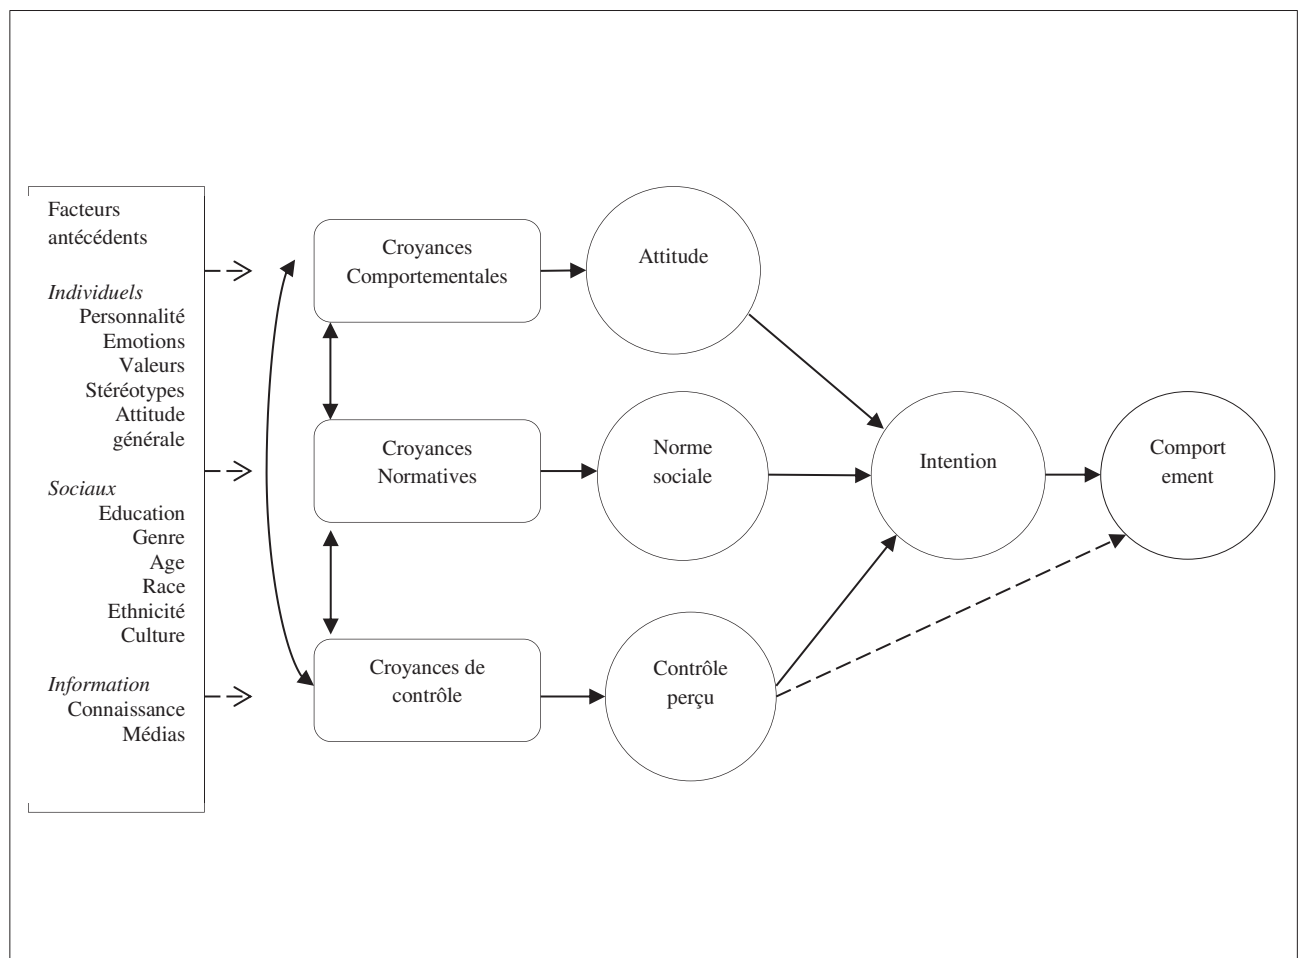 Facteurs
antécédents
Individuels
Personnalité
Emotions
Valeurs
Stéréotypes
Attitude
générale
Sociaux
Education
Genre
Age
Race
Ethnicité
Culture
Information
Connaissance
Médias
Croyances
Comportementales
Croyances
Normatives
Croyances de
contrôle
Attitude
Norme
sociale
Contrôle
perçu
Intention
Comport
ement